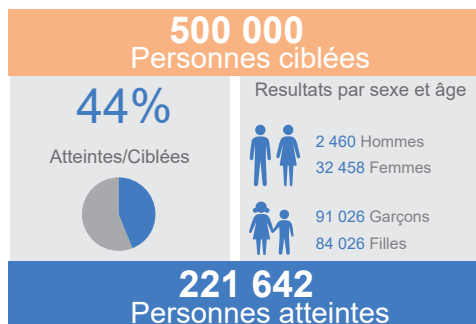 500 000
Personnes ciblées
44%
Atteintes/Ciblées
Resultats par sexe et âge
2 460 Hommes
32 458 Femmes
91 026 Garçons
84 026 Filles
221 642
Personnes atteintes